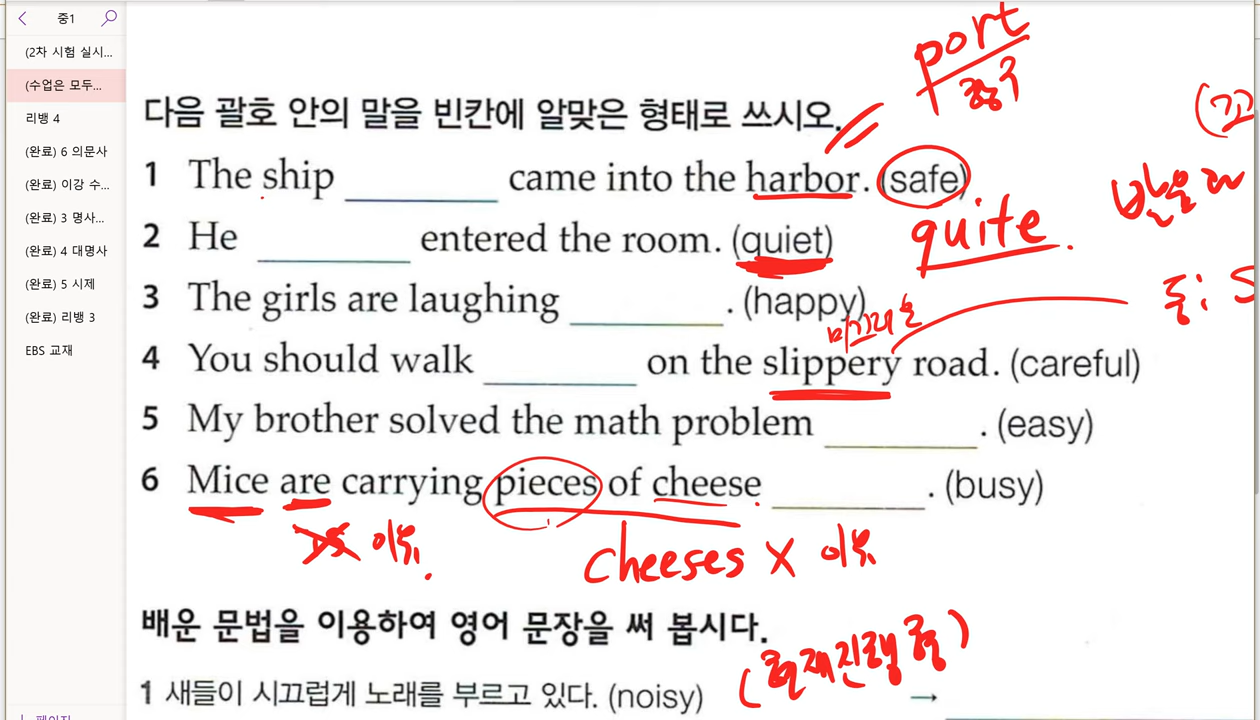 중1
(2차 시험 실시...
(수업은 모두...
리뱅 4
(완료) 6 의문사
(완료) 이강 수...
(완료) 3 명사...
(완료) 4 대명사
(완료) 5 시제
(완료) 리뱅 3
EBS 교재
port
항구
다음 괄호 안의 말을 빈칸에 알맞은 형태로 쓰시오.
1 The ship ________ came into the harbor. (safe)
2 He ________ entered the room. (quiet)
quite.
3 The girls are laughing ________. (happy)
미끄러운
4 You should walk ________ on the slippery road. (careful)
5 My brother solved the math problem ________. (easy)
6 Mice are carrying pieces of cheese ________. (busy)
is 이유.
cheeses X 이유
배운 문법을 이용하여 영어 문장을 써 봅시다.
(현재진행형)
1 새들이 시끄럽게 노래를 부르고 있다. (noisy) →